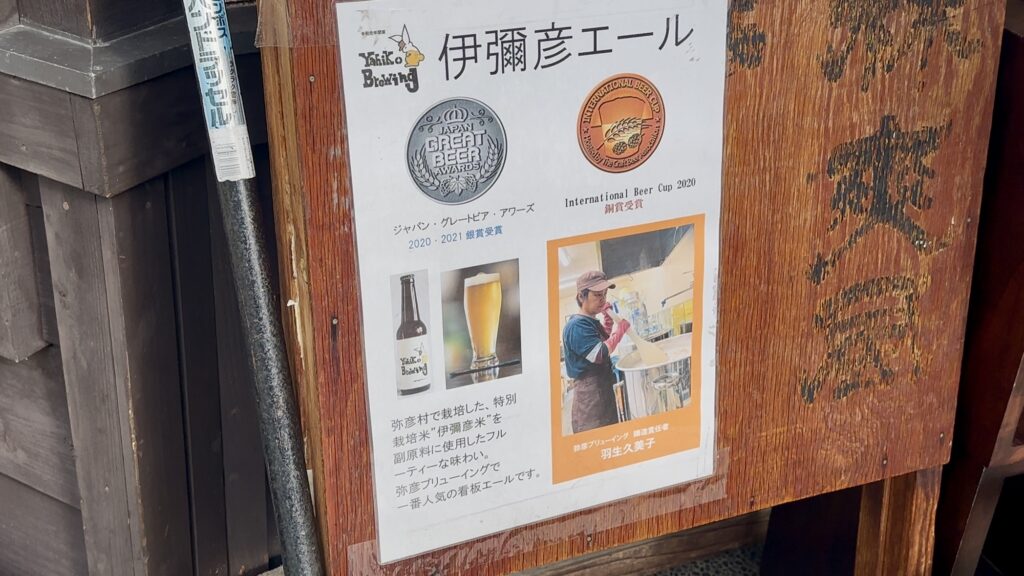 Yahiko
Brewing
伊彌彦エール
JAPAN
GREAT
BEER
AWARDS
INTERNATIONAL BEER CUP
ジャパン・グレートビア・アワーズ
2020・2021 銀賞受賞
International Beer Cup 2020
銅賞受賞
Yahiko
Brewing
弥彦村で栽培した、特別
栽培米“伊彌彦米”を
副原料に使用したフル
ーティーな味わい。
弥彦ブリューイングで
一番人気の看板エールです。
弥彦ブリューイング 醸造責任者
羽生久美子